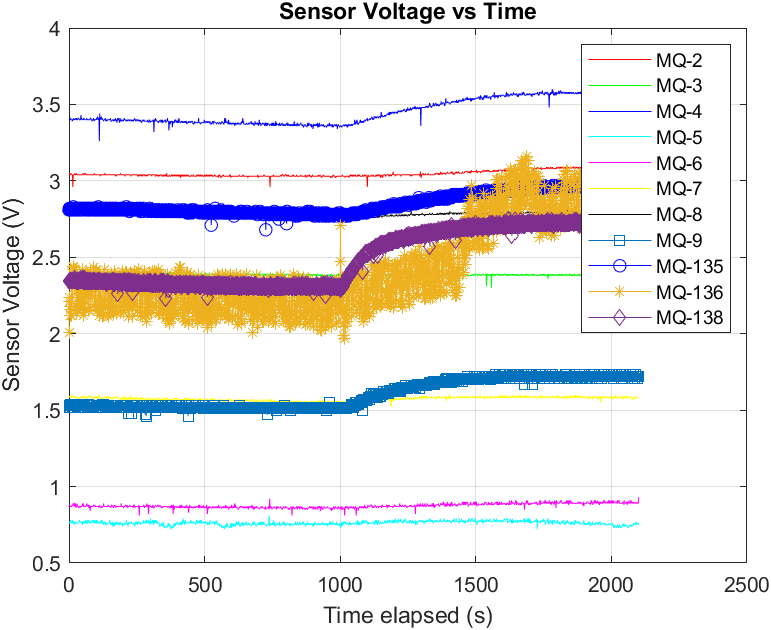 Sensor Voltage vs Time
4
3.5
3
2.5
2
1.5
1
0.5
Sensor Voltage (V)
0
500
1000
1500
2000
2500
Time elapsed (s)
MQ-2
MQ-3
MQ-4
MQ-5
MQ-6
MQ-7
MQ-8
MQ-9
MQ-135
MQ-136
MQ-138